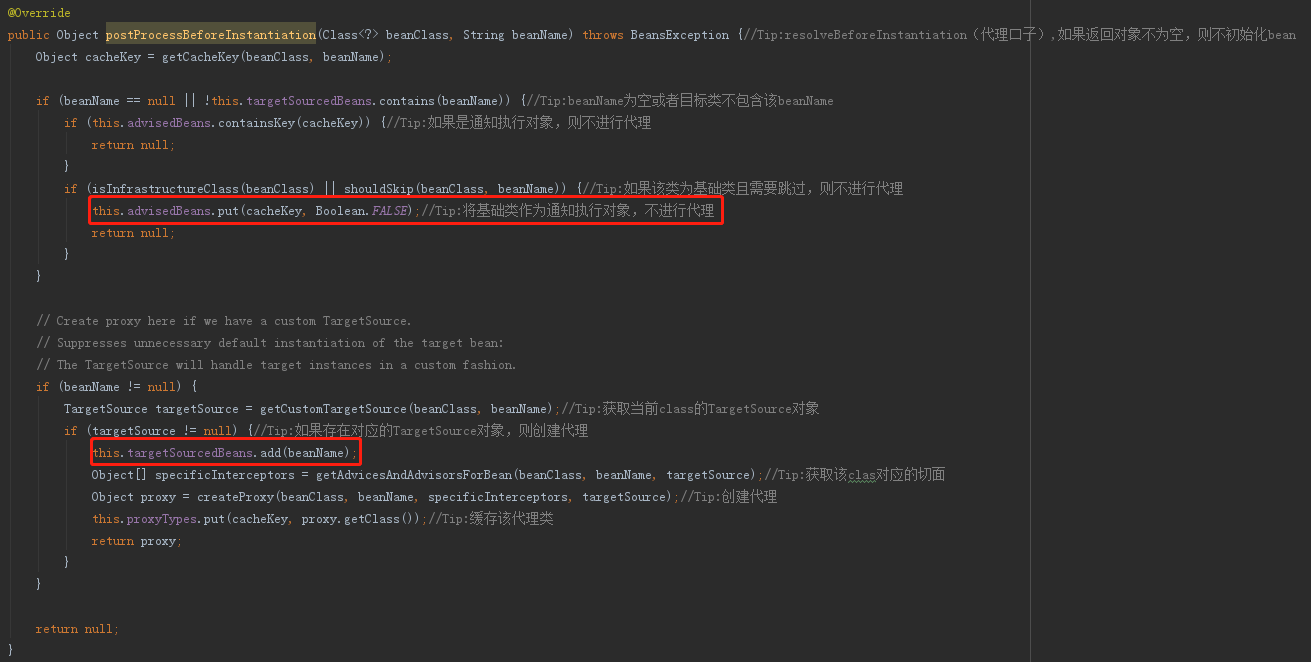 @Override
public Object postProcessBeforeInstantiation(Class<?> beanClass, String beanName) throws BeansException {//Tip:resolveBeforeInstantiation（代理口子）,如果返回对象不为空，则不初始化bean
Object cacheKey = getCacheKey(beanClass, beanName);
if (beanName == null || !this.targetSourcedBeans.contains(beanName)) {//Tip:beanName为空或者目标类不包含该beanName
if (this.advisedBeans.containsKey(cacheKey)) {//Tip:如果是通知执行对象，则不进行代理
return null;
}
if (isInfrastructureClass(beanClass) || shouldSkip(beanClass, beanName)) {//Tip:如果该类为基础类且需要跳过，则不进行代理
this.advisedBeans.put(cacheKey, Boolean.FALSE);//Tip:将基础类作为通知执行对象，不进行代理
return null;
}
}
// Create proxy here if we have a custom TargetSource.
// Suppresses unnecessary default instantiation of the target bean:
// The TargetSource will handle target instances in a custom fashion.
if (beanName != null) {
TargetSource targetSource = getCustomTargetSource(beanClass, beanName);//Tip:获取当前class的TargetSource对象
if (targetSource != null) {//Tip:如果存在对应的TargetSource对象，则创建代理
this.targetSourcedBeans.add(beanName);
Object[] specificInterceptors = getAdvicesAndAdvisorsForBean(beanClass, beanName, targetSource);//Tip:获取该clas对应的切面
Object proxy = createProxy(beanClass, beanName, specificInterceptors, targetSource);//Tip:创建代理
this.proxyTypes.put(cacheKey, proxy.getClass());//Tip:缓存该代理类
return proxy;
}
}
return null;
}